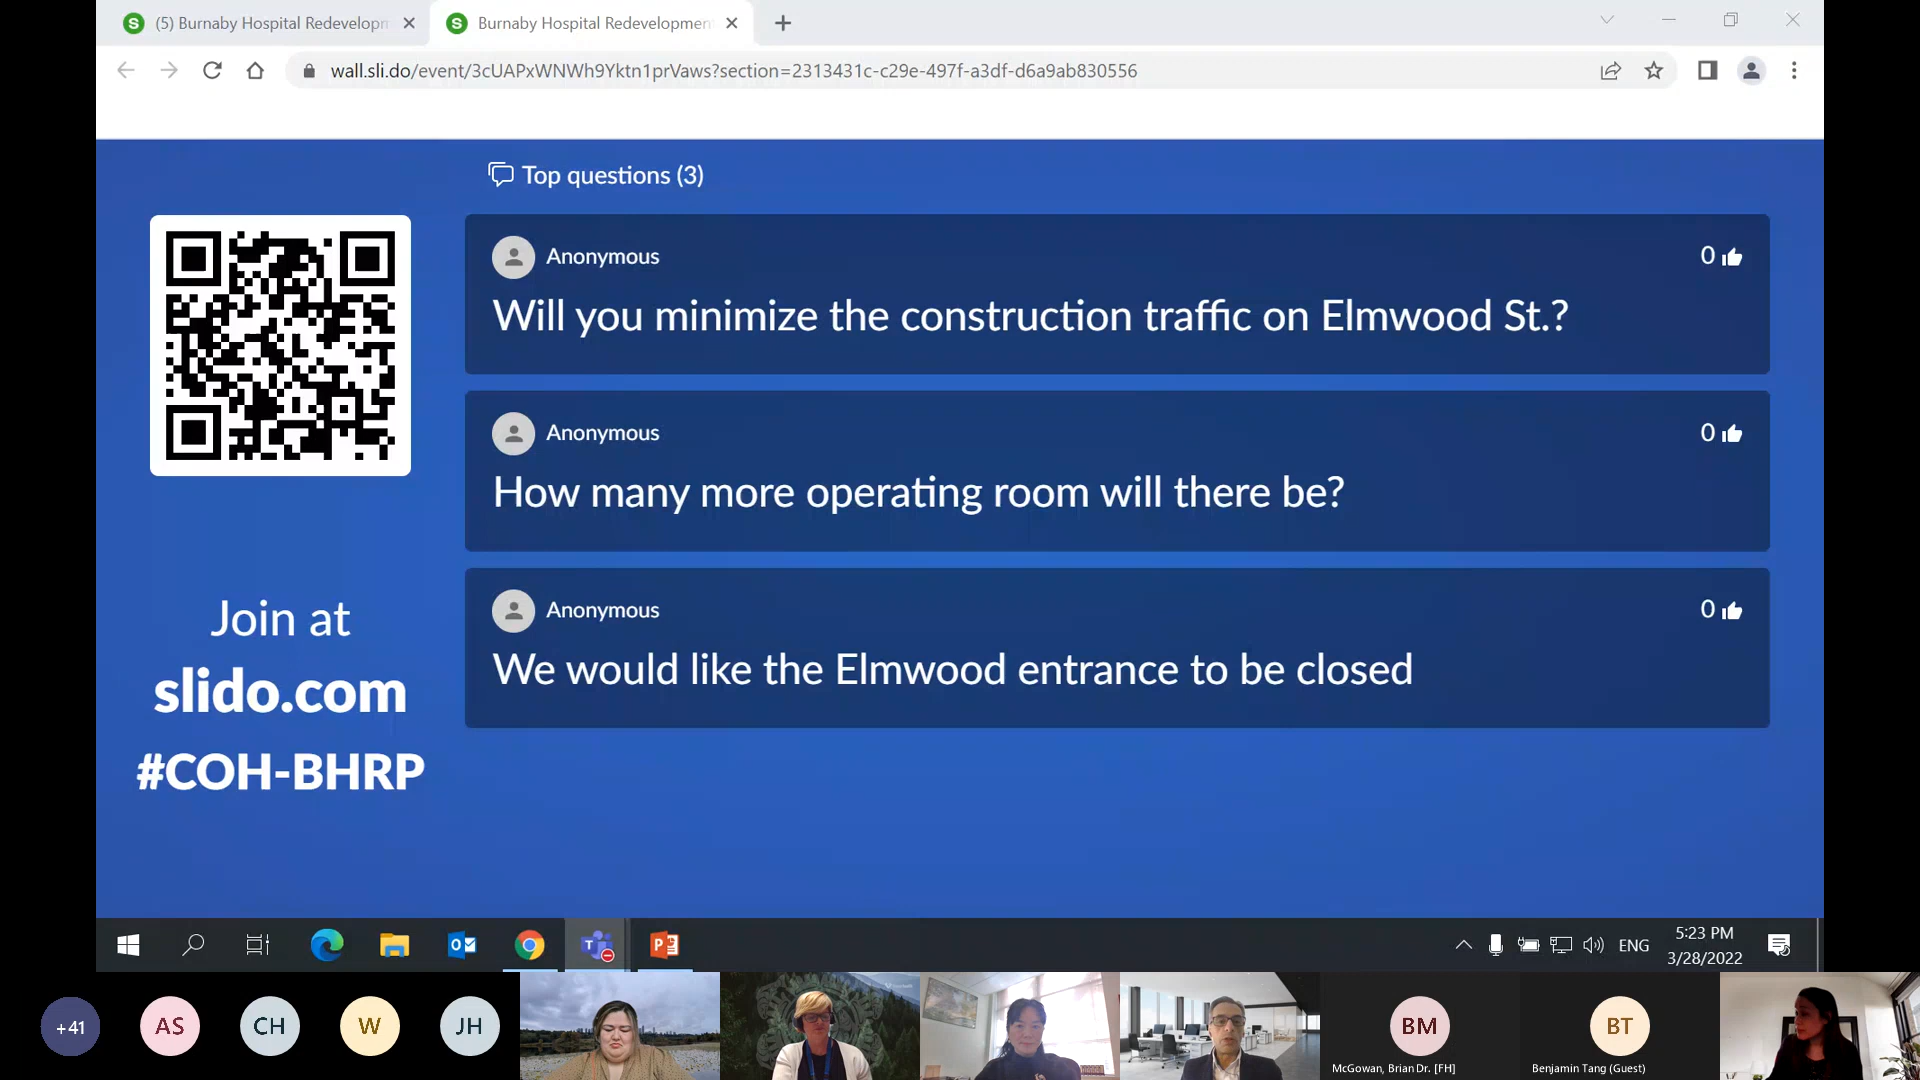 (5) Burnaby Hospital Redevelopm
Burnaby Hospital Redevelopmen
wall.sli.do/event/3cUAPxWNWh9Yktn1prVaws?section=2313431c-c29e-497f-a3df-d6a9ab830556
Top questions (3)
Anonymous
0
Will you minimize the construction traffic on Elmwood St.?
Anonymous
0
How many more operating room will there be?
Anonymous
0
We would like the Elmwood entrance to be closed
Join at
slido.com
#COH-BHRP
ENG
5:23 PM
3/28/2022
+41
AS
CH
W
JH
BM
McGowan, Brian Dr. [FH]
BT
Benjamin Tang (Guest)